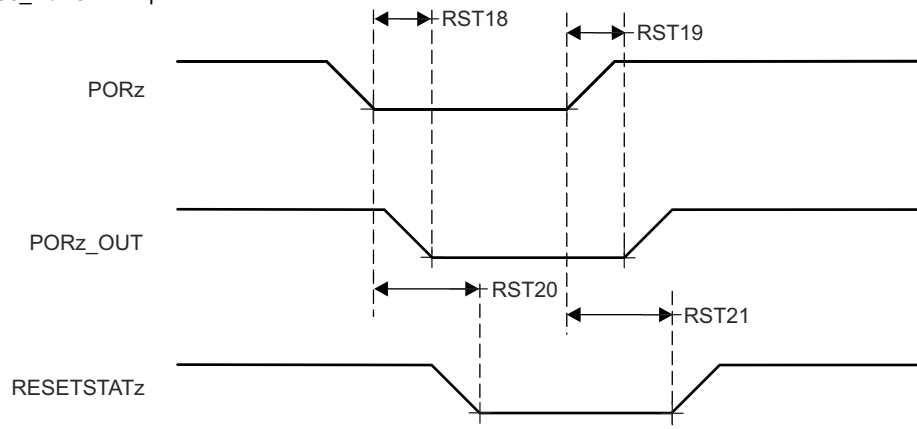 RST18
RST19
PORz
PORz_OUT
RST20
RST21
RESETSTATz